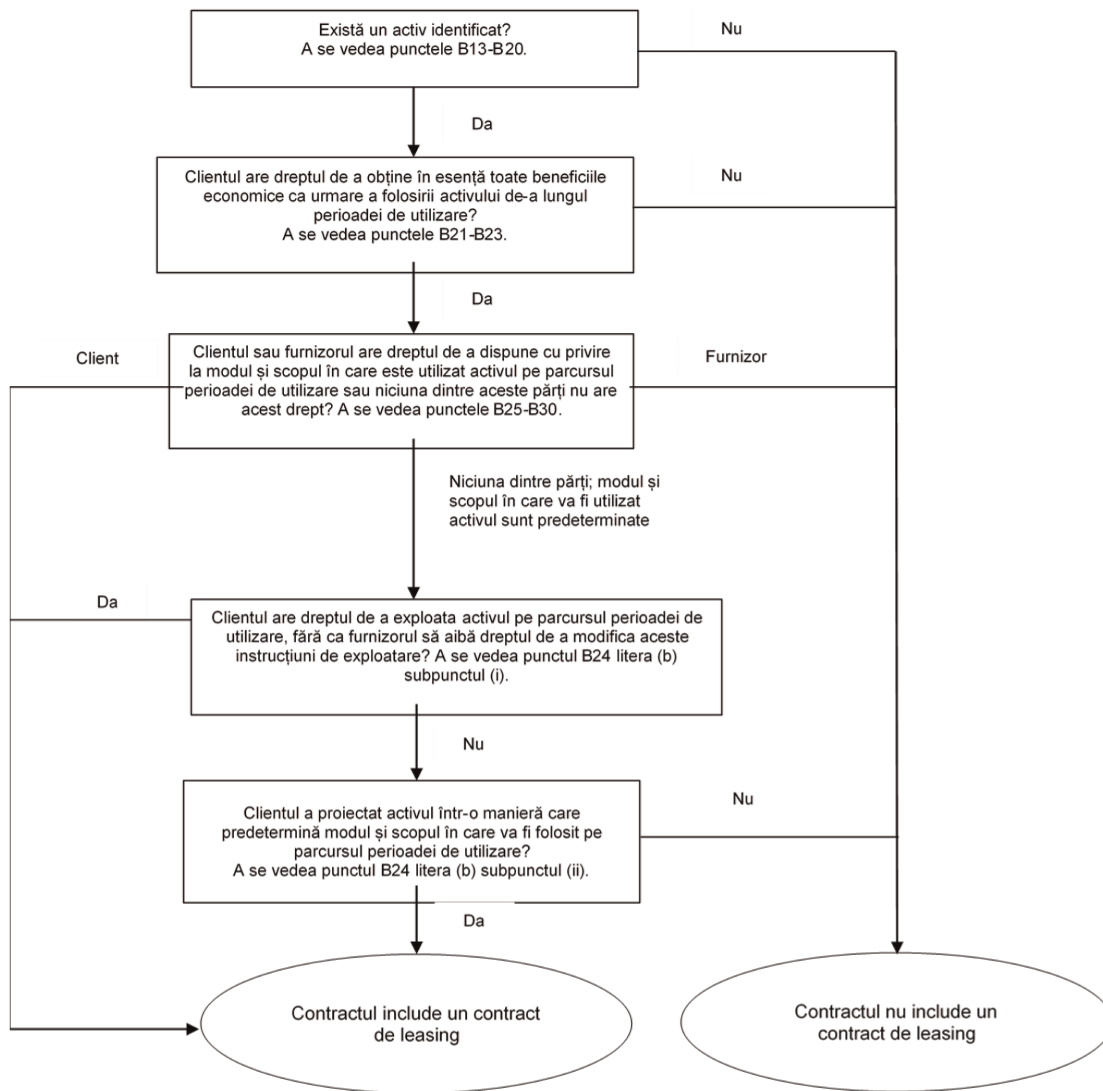 Există un activ identificat?
A se vedea punctele B13-B20.
Nu
Da
Clientul are dreptul de a obține în esență toate beneficiile
economice ca urmare a folosirii activului de-a lungul
perioadei de utilizare?
A se vedea punctele B21-B23.
Nu
Da
Client
Clientul sau furnizorul are dreptul de a dispune cu privire
la modul și scopul în care este utilizat activul pe parcursul
perioadei de utilizare sau niciuna dintre aceste părți nu are
acest drept? A se vedea punctele B25-B30.
Furnizor
Niciuna dintre părți; modul și
scopul în care va fi utilizat
activul sunt predeterminate
Da
Clientul are dreptul de a exploata activul pe parcursul perioadei de
utilizare, fără ca furnizorul să aibă dreptul de a modifica aceste
instrucțiuni de exploatare? A se vedea punctul B24 litera (b)
subpunctul (i).
Nu
Clientul a proiectat activul într-o manieră care
predetermină modul și scopul în care va fi folosit pe
parcursul perioadei de utilizare?
A se vedea punctul B24 litera (b) subpunctul (ii).
Nu
Da
Contractul include un contract
de leasing
Contractul nu include un
contract de leasing